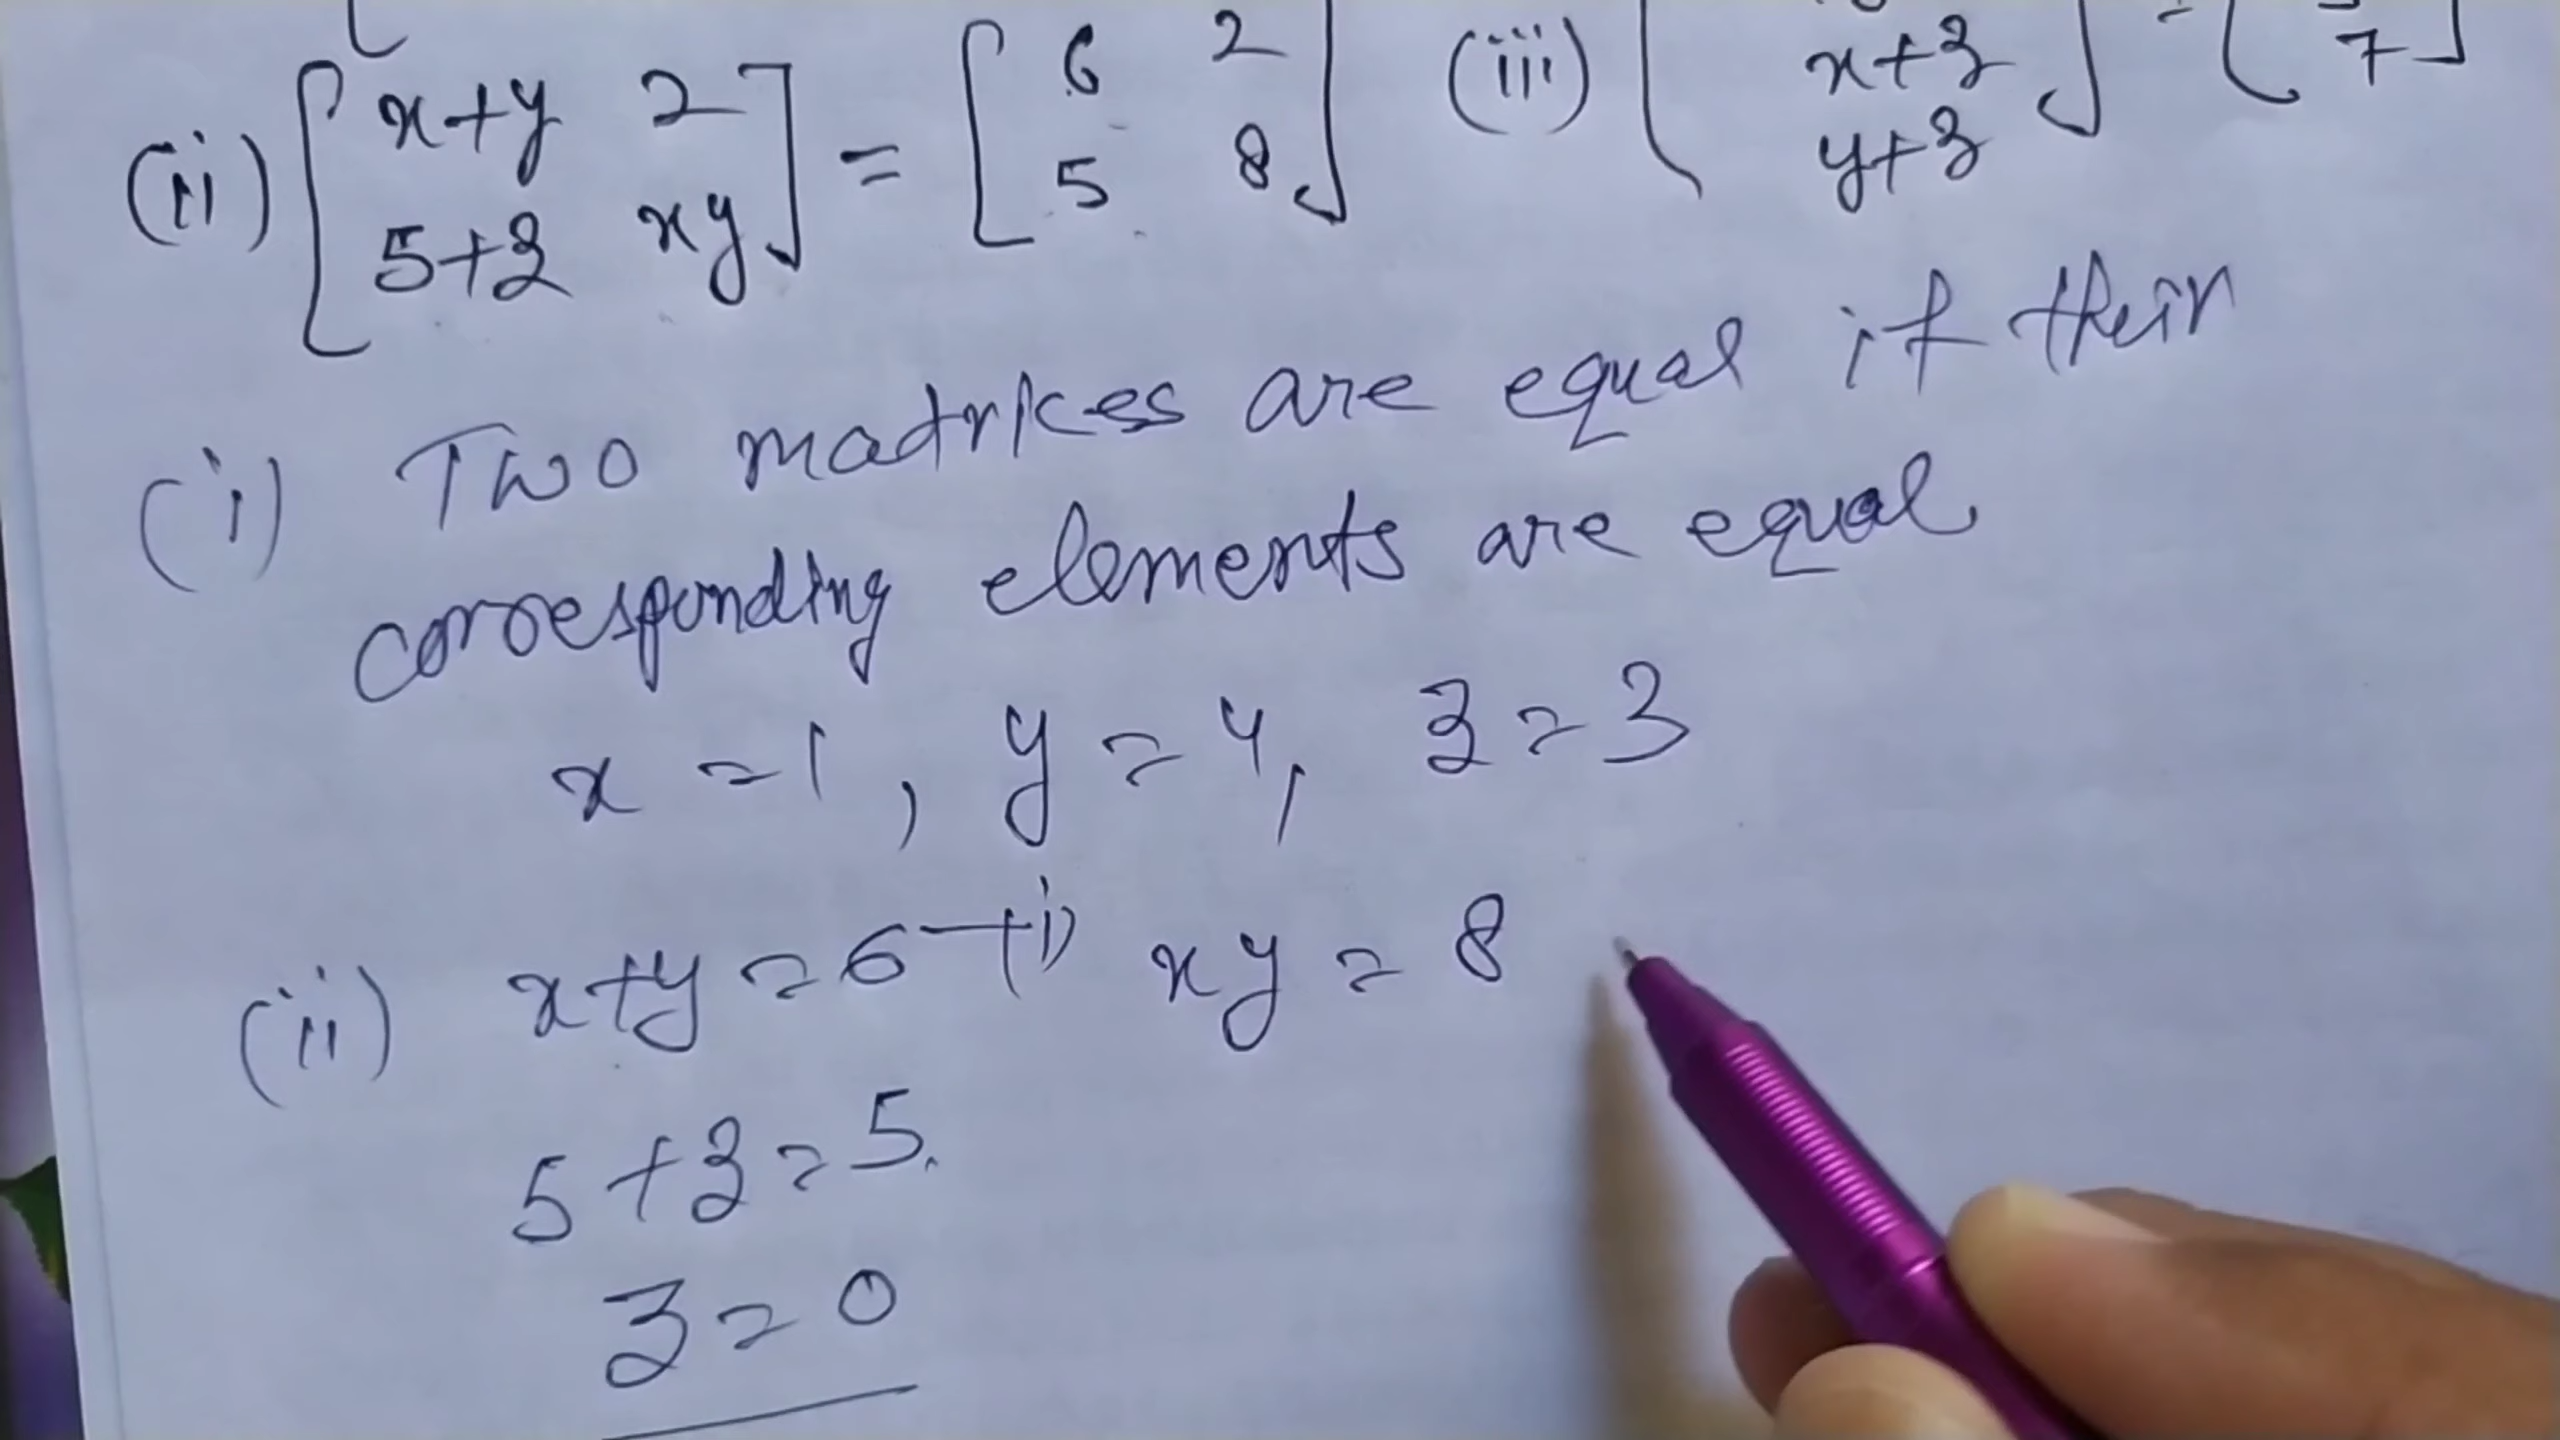 (ii) [x+y 2] = [6 2] (iii) [x+z] = [7]
[5+z xy] [5 8] y+z
(i) Two matrices are equal if their
corresponding elements are equal
x = 1, y = 4, z = 3
(ii) x+y = 6 —(i) xy = 8
5+z = 5.
z = 0